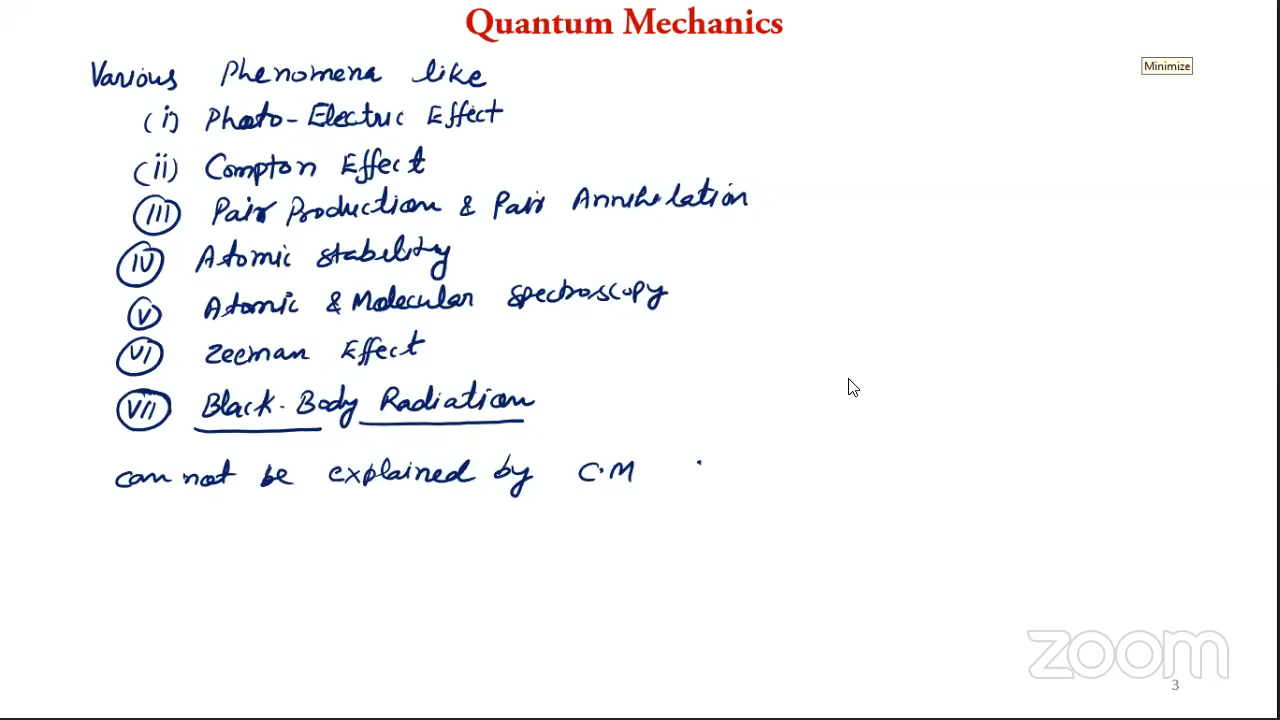 Quantum Mechanics
Minimize
Various Phenomena like
(i) Photo-Electric Effect
(ii) Compton Effect
III Pair Production & Pair Annihilation
IV Atomic stability
V Atomic & Molecular spectroscopy
VI Zeeman Effect
VII Black-Body Radiation
can not be explained by C.M
zoom
3